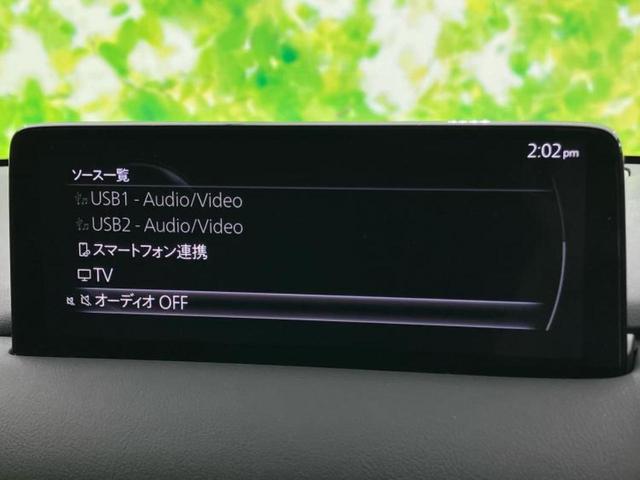 2:02pm
ソース一覧
USB1 - Audio/Video
USB2 - Audio/Video
スマートフォン連携
TV
オーディオ OFF